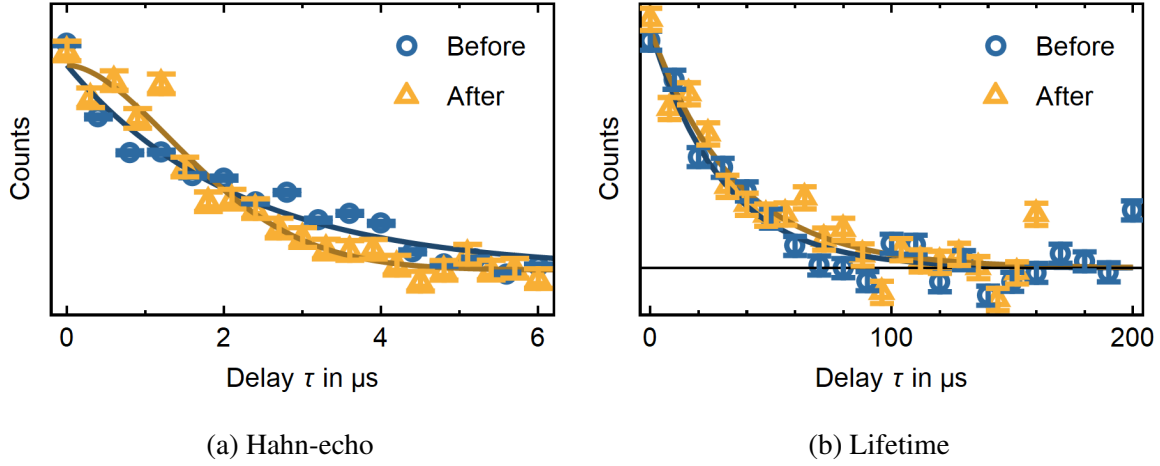 Before
After
Counts
0 2 4 6
Delay τ in µs
(a) Hahn-echo
Before
After
Counts
0 100 200
Delay τ in µs
(b) Lifetime